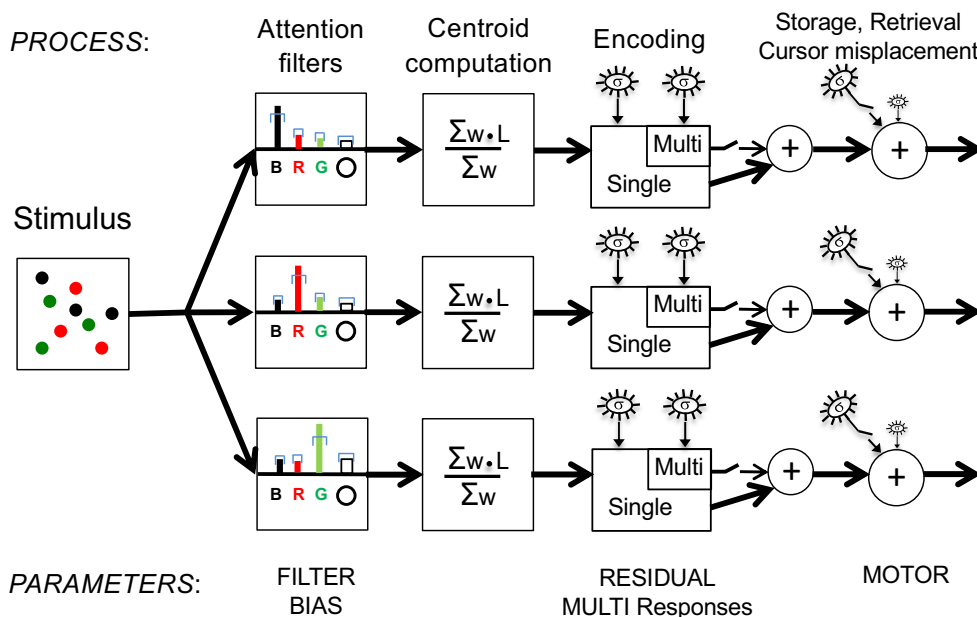 PROCESS:
Attention
filters
Centroid
computation
Encoding
Storage, Retrieval
Cursor misplacement
Stimulus
B R G
Σw•L
Σw
σ σ
Multi
Single
+
σ σ
+
B R G
Σw•L
Σw
σ σ
Multi
Single
+
σ σ
+
B R G
Σw•L
Σw
σ σ
Multi
Single
+
σ σ
+
PARAMETERS:
FILTER
BIAS
RESIDUAL
MULTI Responses
MOTOR